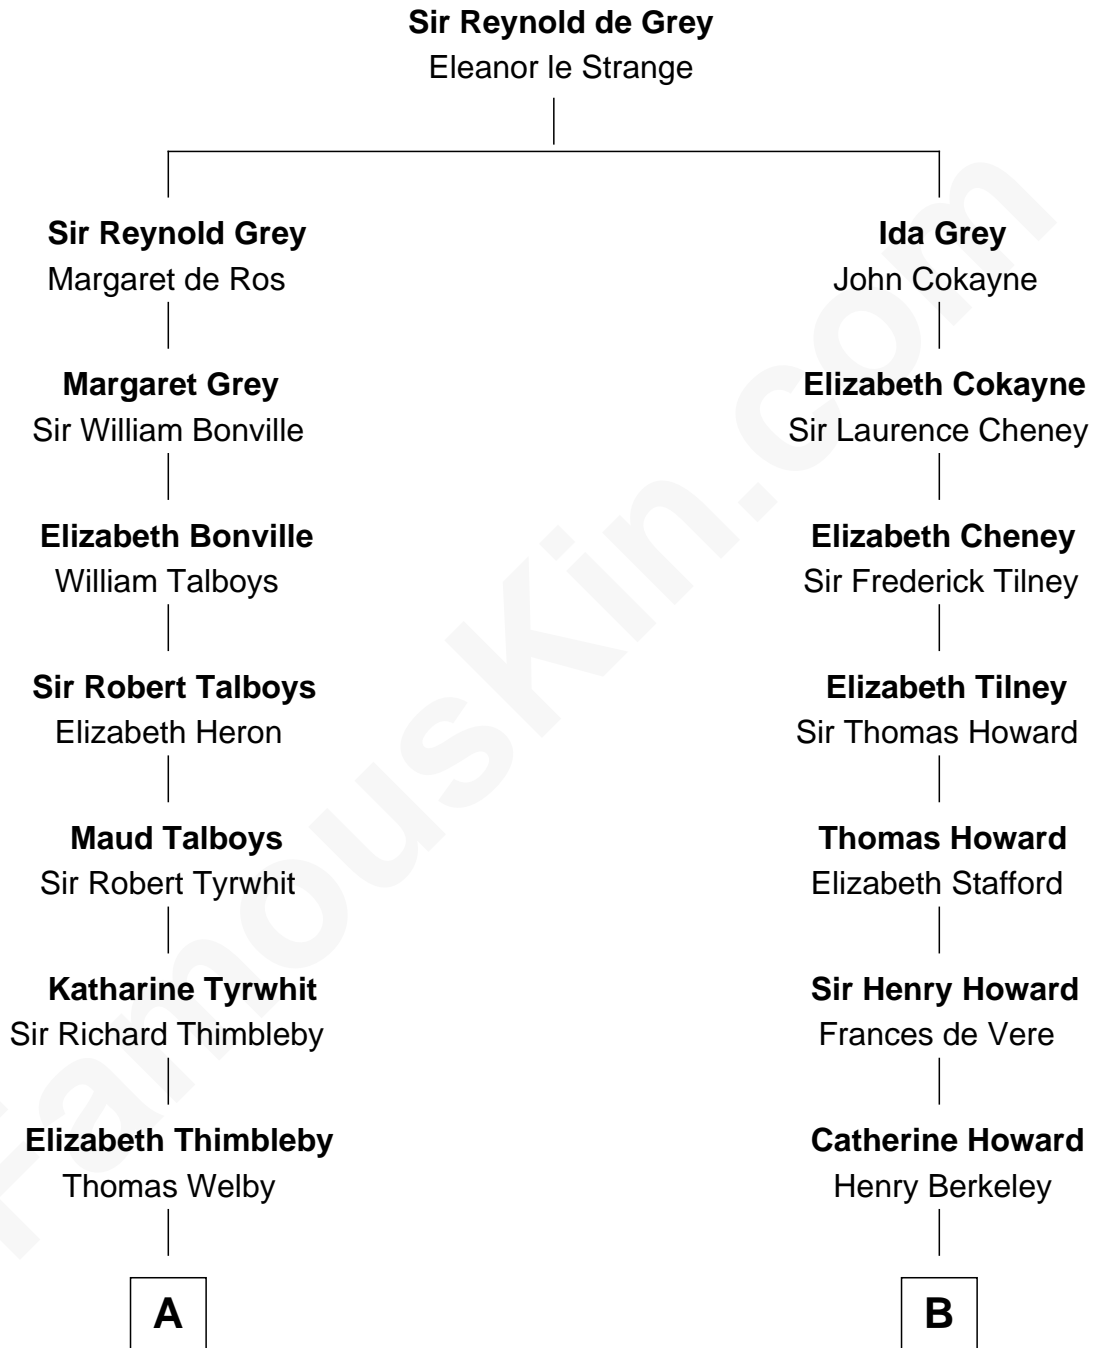 Sir Reynold de Grey
Eleanor le Strange
Sir Reynold Grey
Margaret de Ros
Ida Grey
John Cokayne
Margaret Grey
Sir William Bonville
Elizabeth Cokayne
Sir Laurence Cheney
Elizabeth Bonville
William Talboys
Elizabeth Cheney
Sir Frederick Tilney
Sir Robert Talboys
Elizabeth Heron
Elizabeth Tilney
Sir Thomas Howard
Maud Talboys
Sir Robert Tyrwhit
Thomas Howard
Elizabeth Stafford
Katharine Tyrwhit
Sir Richard Thimbleby
Sir Henry Howard
Frances de Vere
Elizabeth Thimbleby
Thomas Welby
Catherine Howard
Henry Berkeley
A
B
FamousKin.com